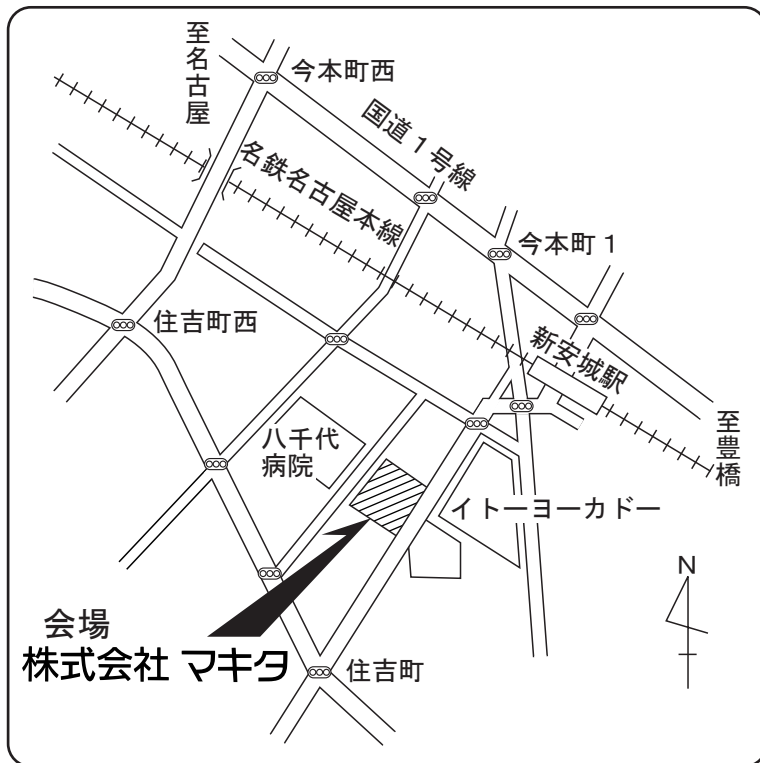 至名古屋
今本町西
国道1号線
名鉄名古屋本線
今本町1
住吉町西
新安城駅
至豊橋
八千代
病院
イトーヨーカドー
N
会場
株式会社 マキタ
住吉町